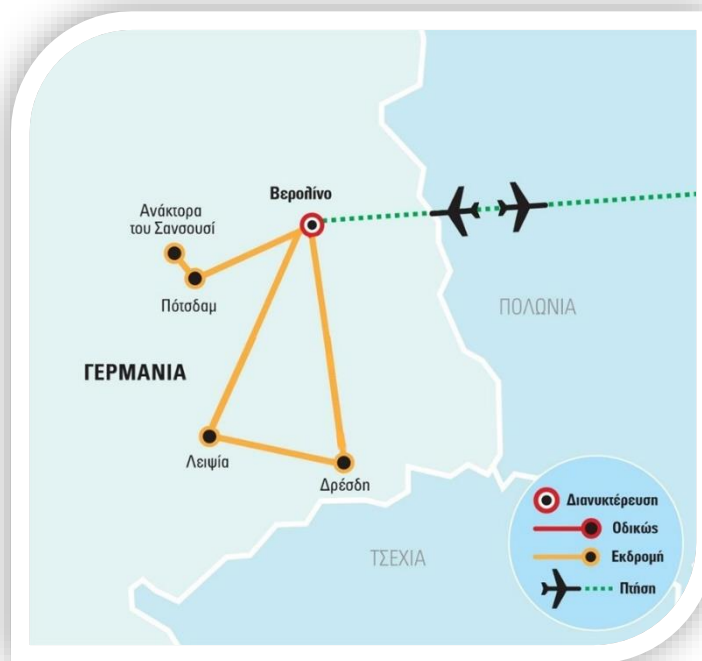 Βερολίνο
Ανάκτορα
του Σανσουσί
Πότσδαμ
ΠΟΛΩΝΙΑ
ΓΕΡΜΑΝΙΑ
Λειψία
Δρέσδη
ΤΣΕΧΙΑ
Διανυκτέρευση
Οδικώς
Εκδρομή
Πτήση